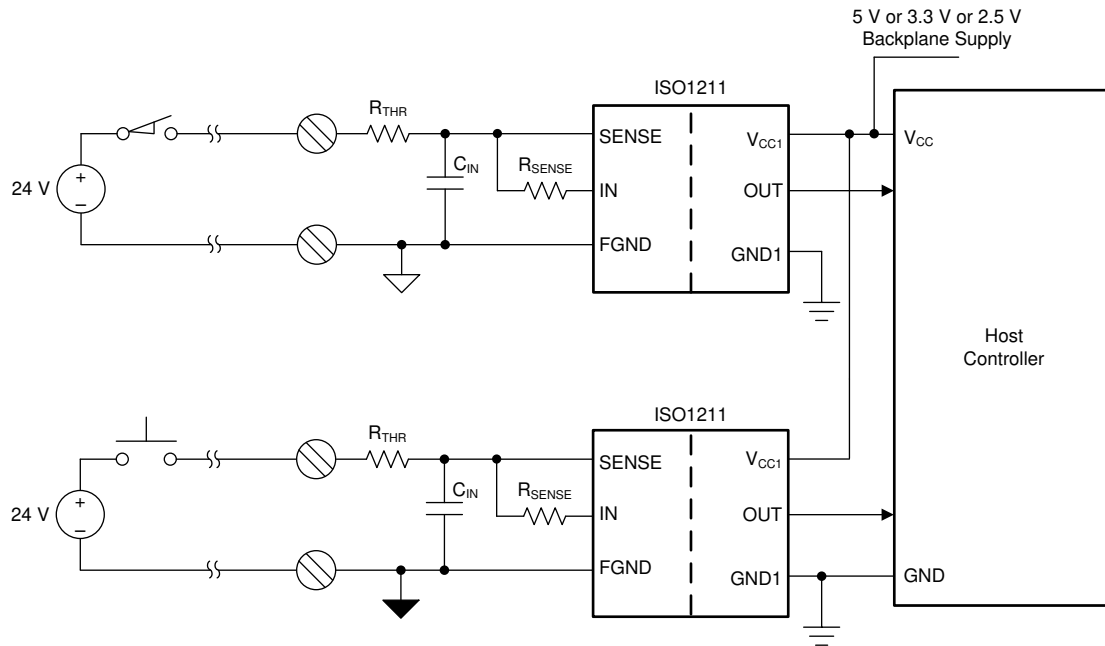 5 V or 3.3 V or 2.5 V
Backplane Supply
ISO1211
R_THR
SENSE
V_CC1
V_CC
24 V
+
−
C_IN
R_SENSE
IN
OUT
FGND
GND1
Host
Controller
ISO1211
R_THR
SENSE
V_CC1
24 V
+
−
C_IN
R_SENSE
IN
OUT
FGND
GND1
GND